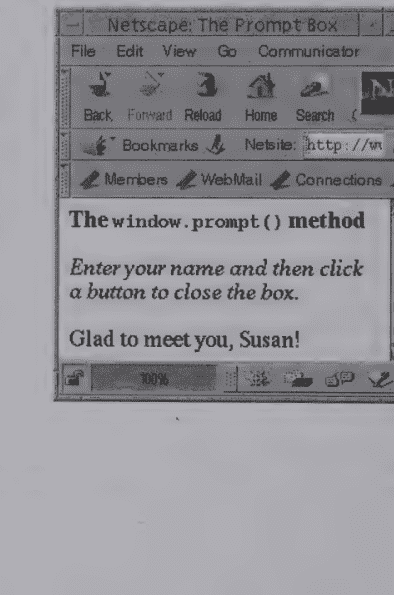 Netscape: The Prompt Box
File Edit View Go Communicator
Back Forward Reload Home Search
Bookmarks Netsite: http://w
Members WebMail Connections
The window.prompt() method
Enter your name and then click
a button to close the box.
Glad to meet you, Susan!
100%